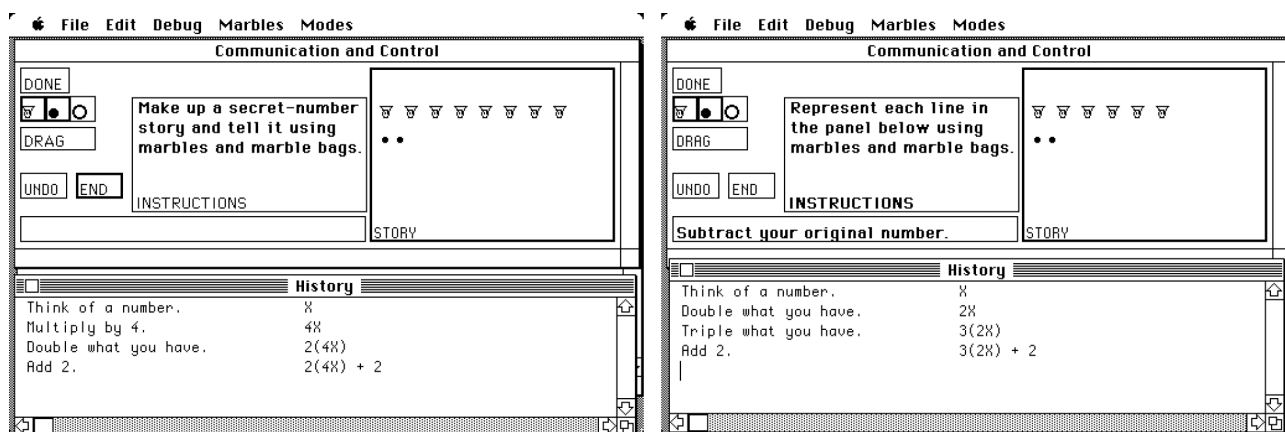 File Edit Debug Marbles Modes
Communication and Control
DONE
DRAG
UNDO END
Make up a secret-number
story and tell it using
marbles and marble bags.
INSTRUCTIONS
STORY
History
Think of a number. X
Multiply by 4. 4X
Double what you have. 2(4X)
Add 2. 2(4X) + 2
File Edit Debug Marbles Modes
Communication and Control
DONE
DRAG
UNDO END
Represent each line in
the panel below using
marbles and marble bags.
INSTRUCTIONS
Subtract your original number.
STORY
History
Think of a number. X
Double what you have. 2X
Triple what you have. 3(2X)
Add 2. 3(2X) + 2